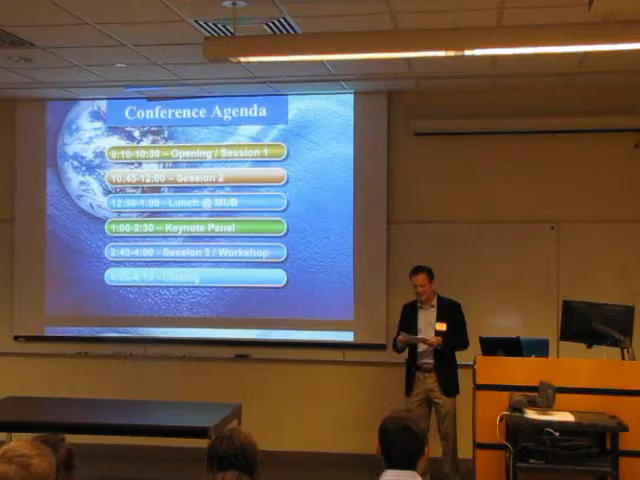 Conference Agenda
9:10-10:30 – Opening / Session 1
10:45-12:00 – Session 2
12:00-1:00 - Lunch @ MUB
1:00-2:30 – Keynote Panel
2:40-4:00 - Session 3 / Workshop
Closing